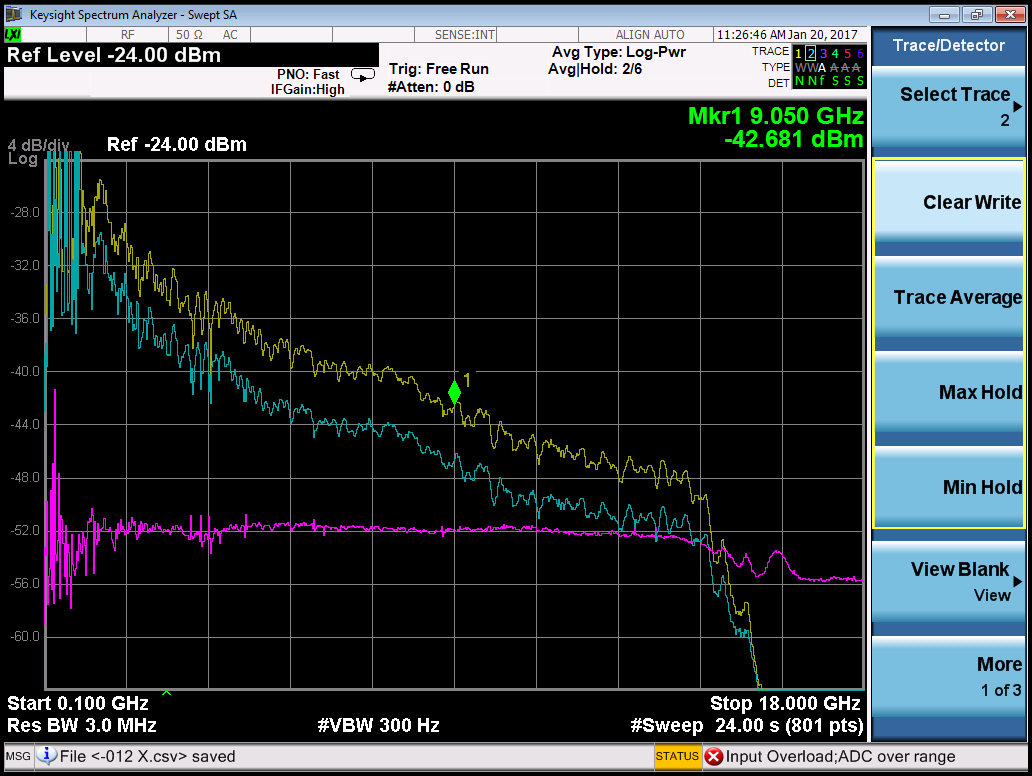 Keysight Spectrum Analyzer - Swept SA
LXI
RF 50 Ω AC SENSE:INT ALIGN AUTO 11:26:46 AM Jan 20, 2017
Ref Level -24.00 dBm
PNO: Fast
IFGain:High
Trig: Free Run
#Atten: 0 dB
Avg Type: Log-Pwr
Avg|Hold: 2/6
TRACE 1 2 3 4 5 6
TYPE W W A A A A
DET N N f S S S
Mkr1 9.050 GHz
-42.681 dBm
4 dB/div
Log
Ref -24.00 dBm
-28.0
-32.0
-36.0
-40.0
-44.0
-48.0
-52.0
-56.0
-60.0
1
Start 0.100 GHz
Stop 18.000 GHz
Res BW 3.0 MHz
#VBW 300 Hz
#Sweep 24.00 s (801 pts)
MSG
File <-012 X.csv> saved
STATUS
Input Overload;ADC over range
Trace/Detector
Select Trace
2
Clear Write
Trace Average
Max Hold
Min Hold
View Blank
View
More
1 of 3